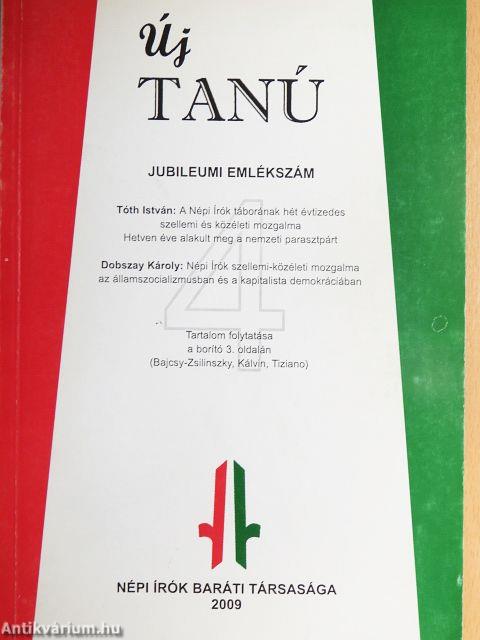 Új
TANÚ
JUBILEUMI EMLÉKSZÁM
4
Tóth István: A Népi Írók táborának hét évtizedes
szellemi és közéleti mozgalma
Hetven éve alakult meg a nemzeti parasztpárt
Dobszay Károly: Népi Írók szellemi-közéleti mozgalma
az államszocializmusban és a kapitalista demokráciában
Tartalom folytatása
a borító 3. oldalán
(Bajcsy-Zsilinszky, Kálvin, Tiziano)
NÉPI ÍRÓK BARÁTI TÁRSASÁGA
2009
Antikvárium.hu